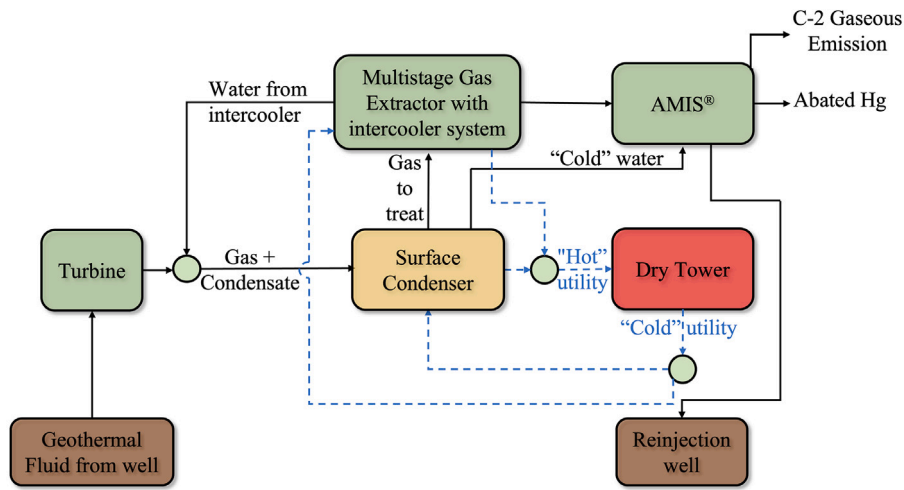 C-2 Gaseous
Emission
Multistage Gas
Extractor with
intercooler system
Water from
intercooler
AMIS®
Abated Hg
Gas
to
treat
“Cold” water
Turbine
Gas +
Condensate
Surface
Condenser
"Hot”
utility
Dry Tower
“Cold” utility
Geothermal
Fluid from well
Reinjection
well